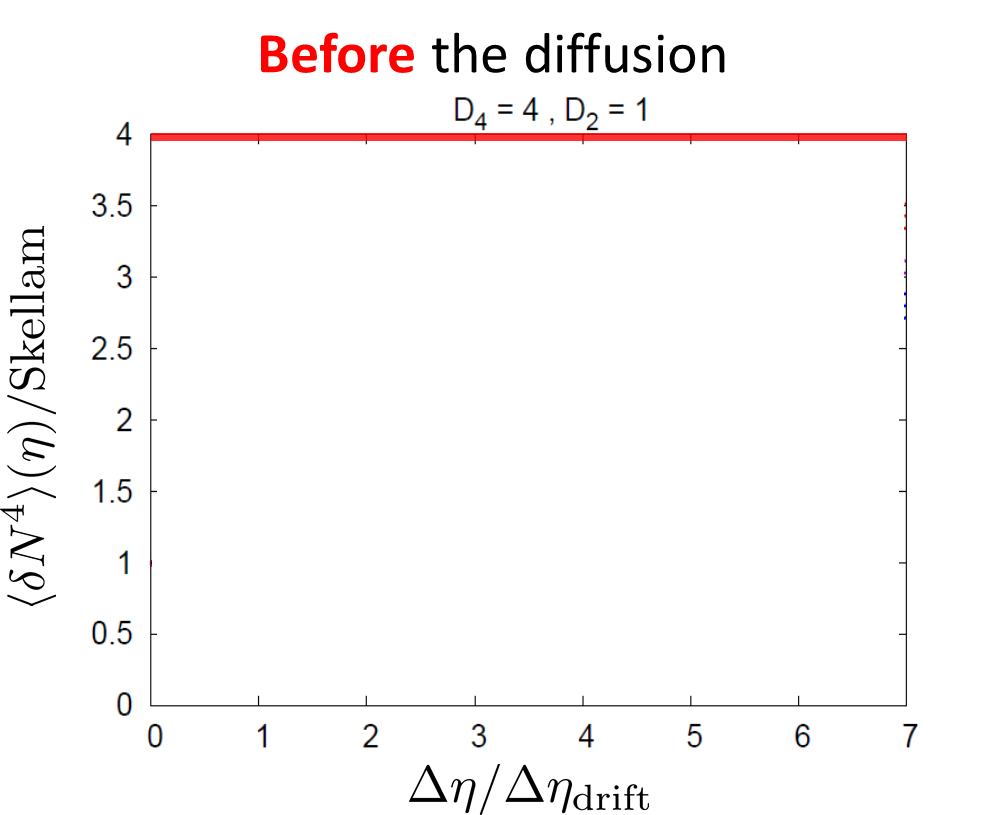 Before the diffusion
D₄ = 4 , D₂ = 1
4
3.5
3
2.5
2
1.5
1
0.5
0
⟨δN⁴⟩(η)/Skellam
0 1 2 3 4 5 6 7
Δη/Δη_drift